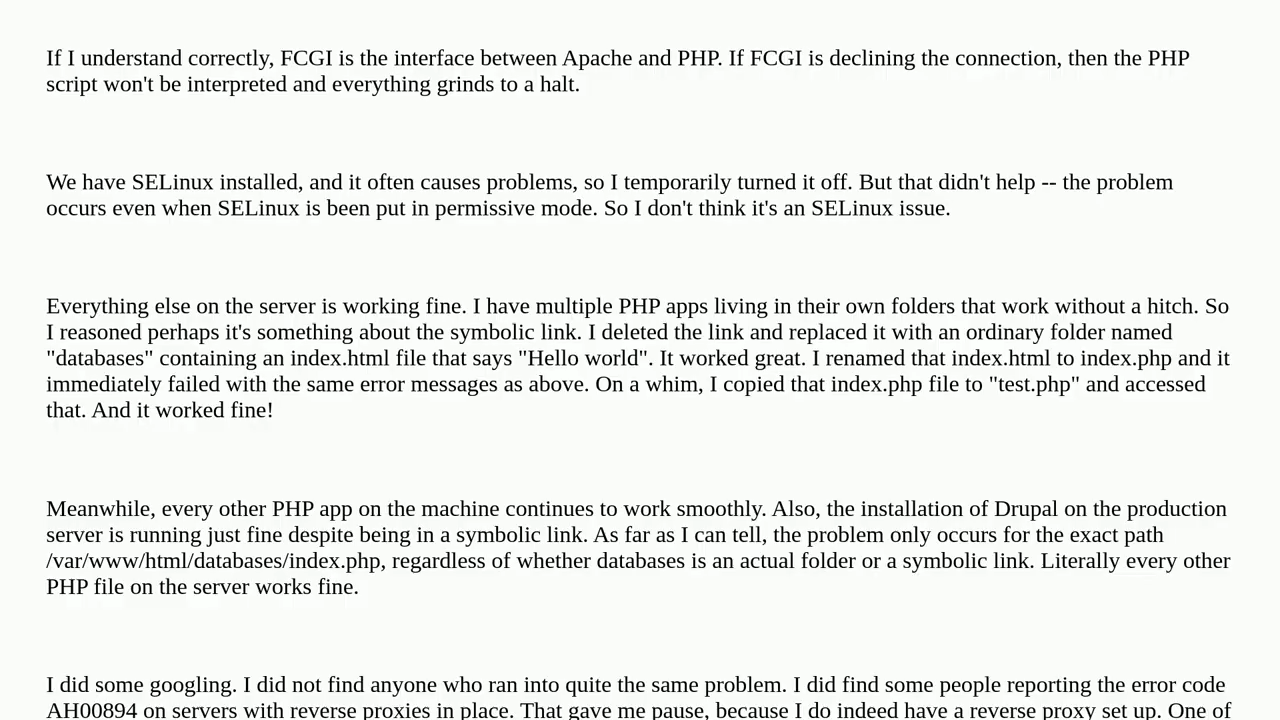 If I understand correctly, FCGI is the interface between Apache and PHP. If FCGI is declining the connection, then the PHP
script won't be interpreted and everything grinds to a halt.
We have SELinux installed, and it often causes problems, so I temporarily turned it off. But that didn't help -- the problem
occurs even when SELinux is been put in permissive mode. So I don't think it's an SELinux issue.
Everything else on the server is working fine. I have multiple PHP apps living in their own folders that work without a hitch. So
I reasoned perhaps it's something about the symbolic link. I deleted the link and replaced it with an ordinary folder named
"databases" containing an index.html file that says "Hello world". It worked great. I renamed that index.html to index.php and it
immediately failed with the same error messages as above. On a whim, I copied that index.php file to "test.php" and accessed
that. And it worked fine!
Meanwhile, every other PHP app on the machine continues to work smoothly. Also, the installation of Drupal on the production
server is running just fine despite being in a symbolic link. As far as I can tell, the problem only occurs for the exact path
/var/www/html/databases/index.php, regardless of whether databases is an actual folder or a symbolic link. Literally every other
PHP file on the server works fine.
I did some googling. I did not find anyone who ran into quite the same problem. I did find some people reporting the error code
AH00894 on servers with reverse proxies in place. That gave me pause, because I do indeed have a reverse proxy set up. One of